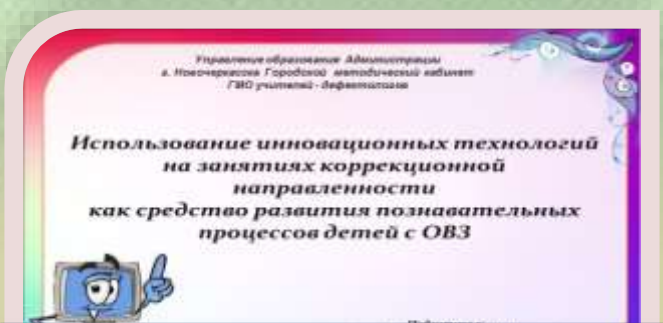 Управление образования Администрации
г. Новочеркасска Городской методический кабинет
ГМО учителей - дефектологов
Использование инновационных технологий
на занятиях коррекционной
направленности
как средство развития познавательных
процессов детей с ОВЗ